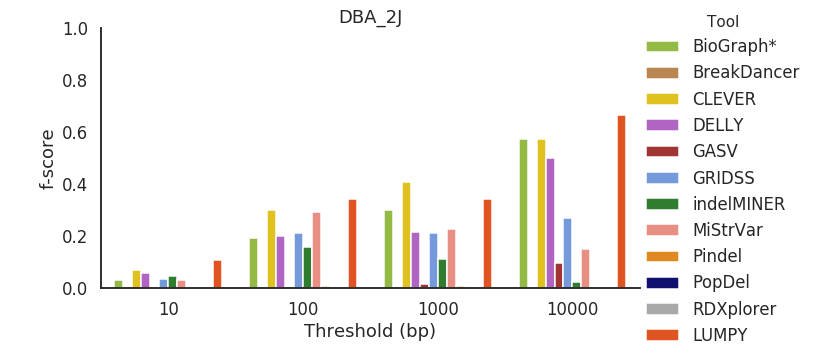 DBA_2J
f-score
1.0
0.8
0.6
0.4
0.2
0.0
10
100
1000
10000
Threshold (bp)
Tool
BioGraph*
BreakDancer
CLEVER
DELLY
GASV
GRIDSS
indelMINER
MiStrVar
Pindel
PopDel
RDXplorer
LUMPY